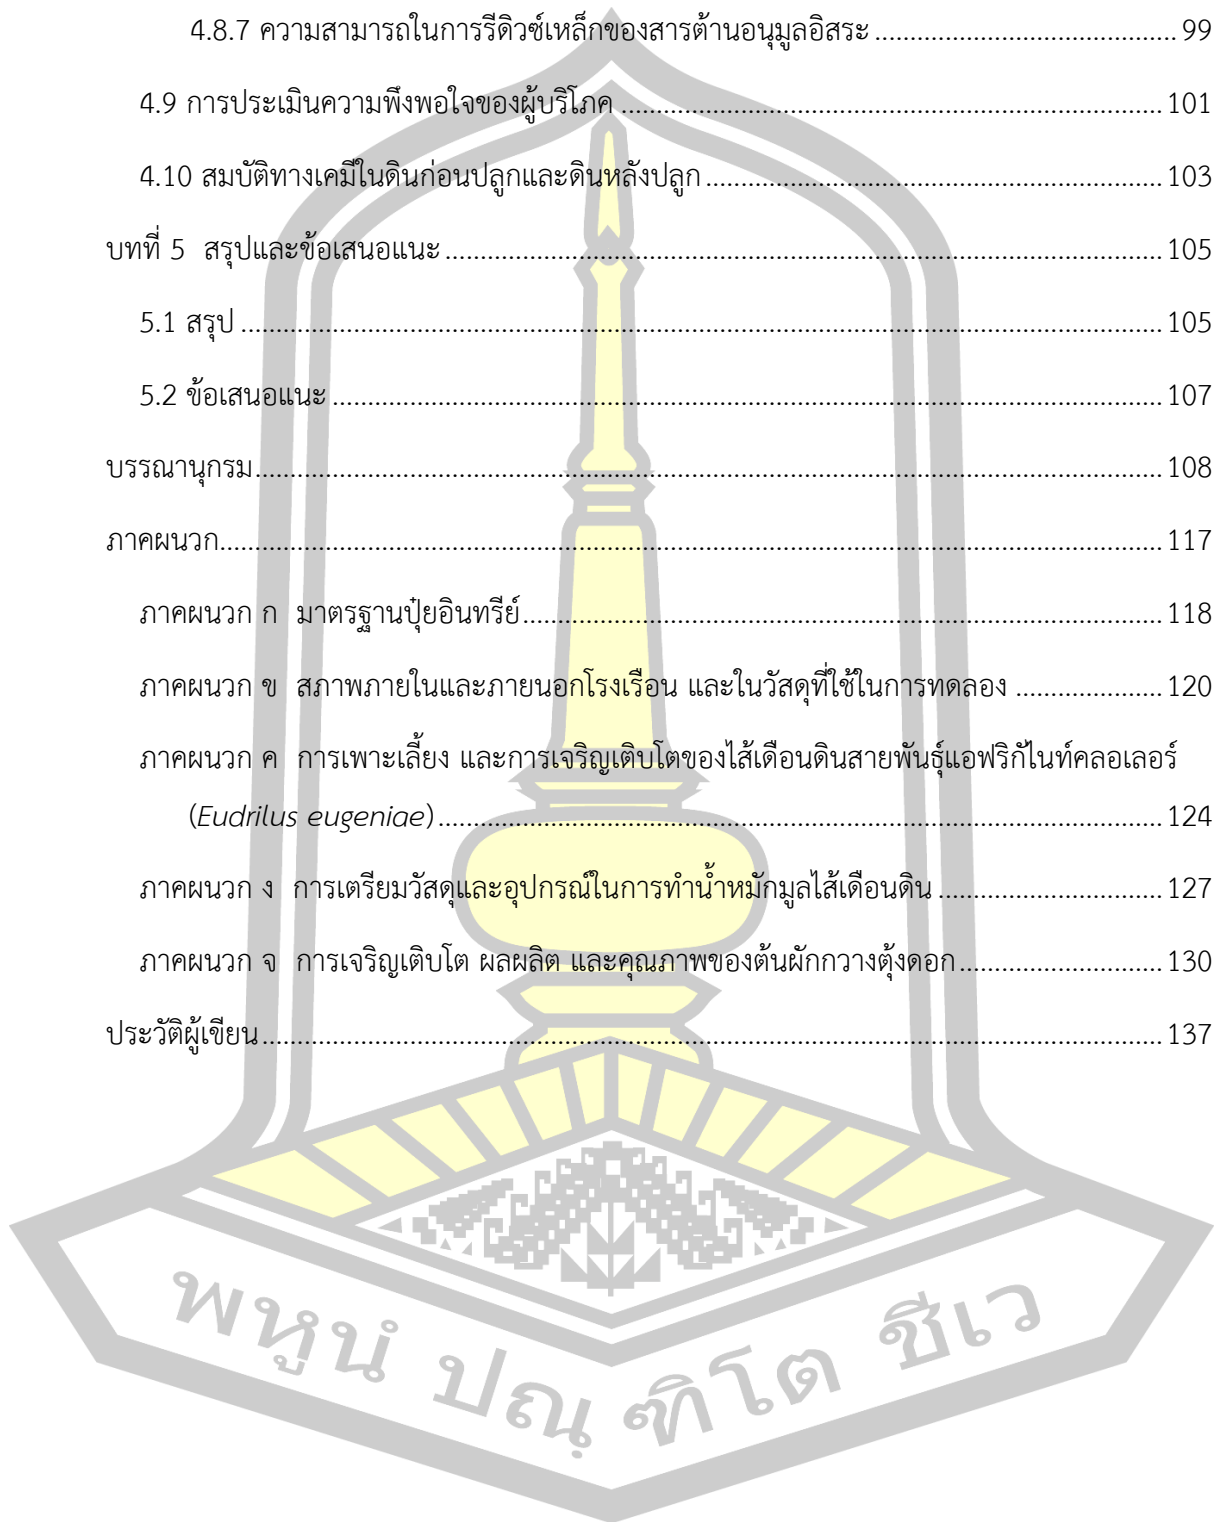 4.8.7 ความสามารถในการรีดิวซ์เหล็กของสารต้านอนุมูลอิสระ ........................................ 99
4.9 การประเมินความพึงพอใจของผู้บริโภค ........................................ 101
4.10 สมบัติทางเคมีในดินก่อนปลูกและดินหลังปลูก ........................................ 103
บทที่ 5 สรุปและข้อเสนอแนะ ........................................ 105
5.1 สรุป ........................................ 105
5.2 ข้อเสนอแนะ ........................................ 107
บรรณานุกรม ........................................ 108
ภาคผนวก ........................................ 117
ภาคผนวก ก มาตรฐานปุ๋ยอินทรีย์ ........................................ 118
ภาคผนวก ข สภาพภายในและภายนอกโรงเรือน และในวัสดุที่ใช้ในการทดลอง .................... 120
ภาคผนวก ค การเพาะเลี้ยง และการเจริญเติบโตของไส้เดือนดินสายพันธุ์แอฟริกันไนท์คลอเลอร์
(Eudrilus eugeniae) ........................................ 124
ภาคผนวก ง การเตรียมวัสดุและอุปกรณ์ในการทำน้ำหมักมูลไส้เดือนดิน ........................... 127
ภาคผนวก จ การเจริญเติบโต ผลผลิต และคุณภาพของต้นผักกวางตุ้งดอก ........................ 130
ประวัติผู้เขียน ........................................ 137
พหูนํ ปณฺฑิโต ชีเว